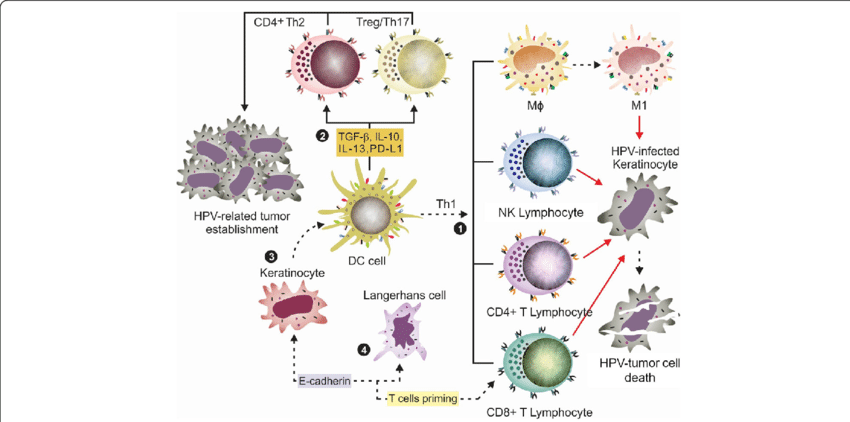 CD4+ Th2
Treg/Th17
2
TGF-β, IL-10,
IL-13,PD-L1
Mϕ
M1
HPV-infected
Keratinocyte
NK Lymphocyte
Th1
1
HPV-related tumor
establishment
DC cell
3
Keratinocyte
Langerhans cell
4
CD4+ T Lymphocyte
HPV-tumor cell
death
E-cadherin
T cells priming
CD8+ T Lymphocyte